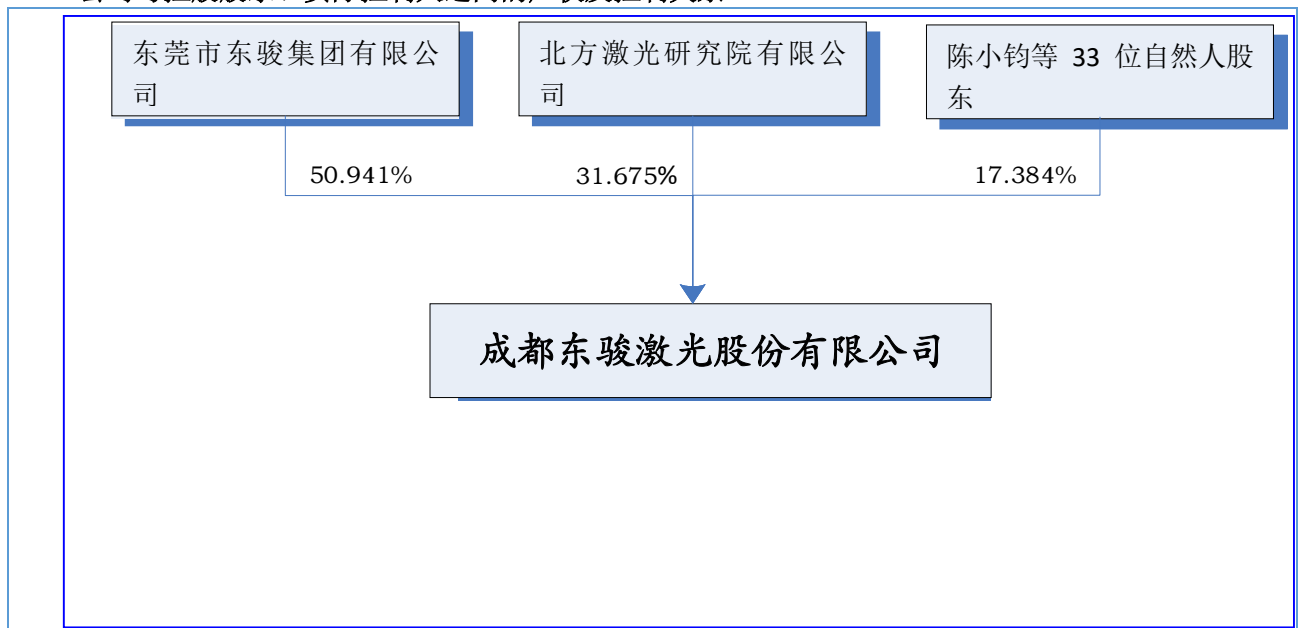 东莞市东骏集团有限公
司
北方激光研究院有限公
司
陈小钧等 33 位自然人股
东
50.941%
31.675%
17.384%
成都东骏激光股份有限公司